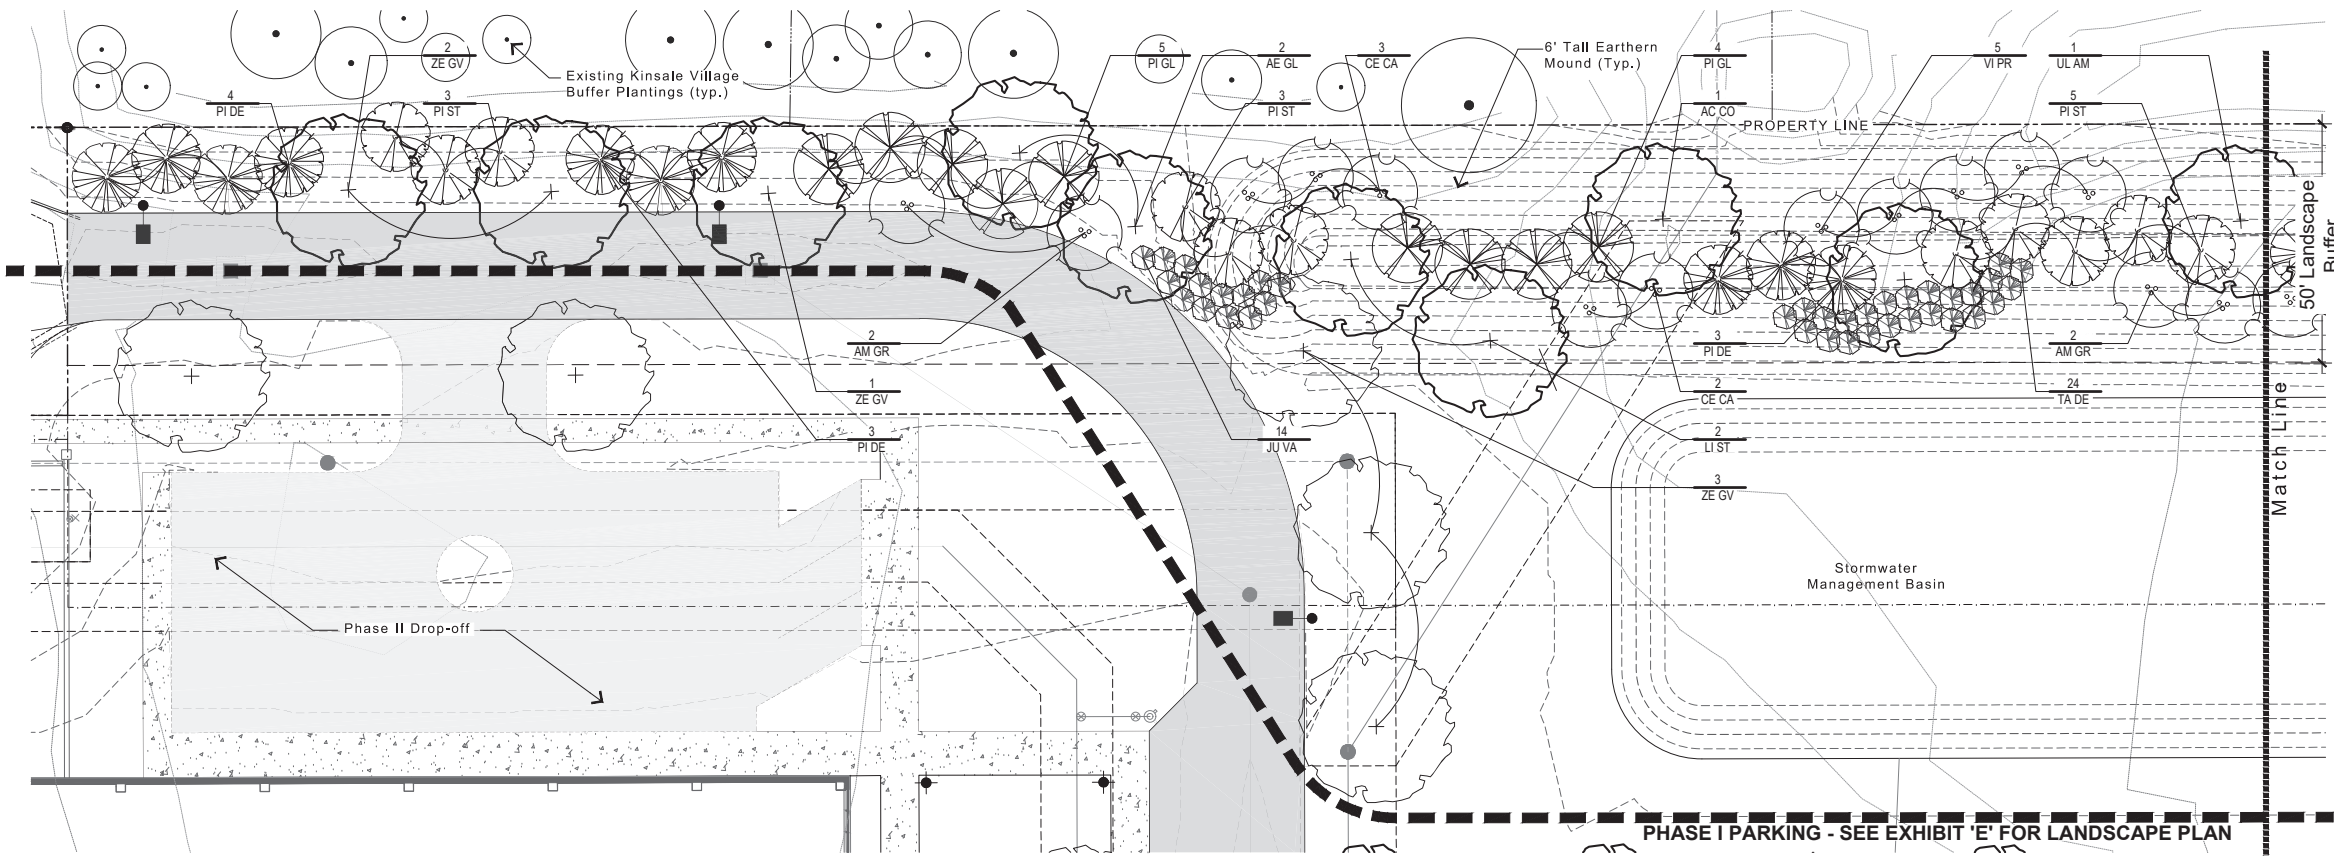 2
ZE GV
Existing Kinsale Village
Buffer Plantings (typ.)
4
PI DE
3
PI ST
5
PI GL
2
AE GL
3
PI ST
3
CE CA
6' Tall Earthern
Mound (Typ.)
4
PI GL
1
AC CO
PROPERTY LINE
5
VI PR
1
UL AM
5
PI ST
50' Landscape
Buffer
2
AM GR
1
ZE GV
3
PI DE
14
JU VA
3
PI DE
2
CE CA
2
LI ST
3
ZE GV
2
AM GR
24
TA DE
Match Line
Stormwater
Management Basin
Phase II Drop-off
PHASE I PARKING - SEE EXHIBIT 'E' FOR LANDSCAPE PLAN